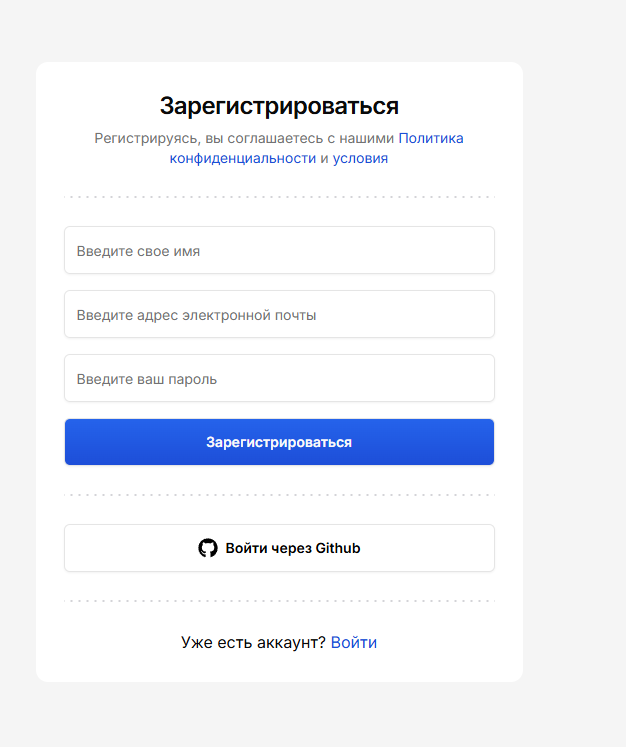 Зарегистрироваться
Регистрируясь, вы соглашаетесь с нашими Политика
конфиденциальности и условия
Введите свое имя
Введите адрес электронной почты
Введите ваш пароль
Зарегистрироваться
Войти через Github
Уже есть аккаунт? Войти